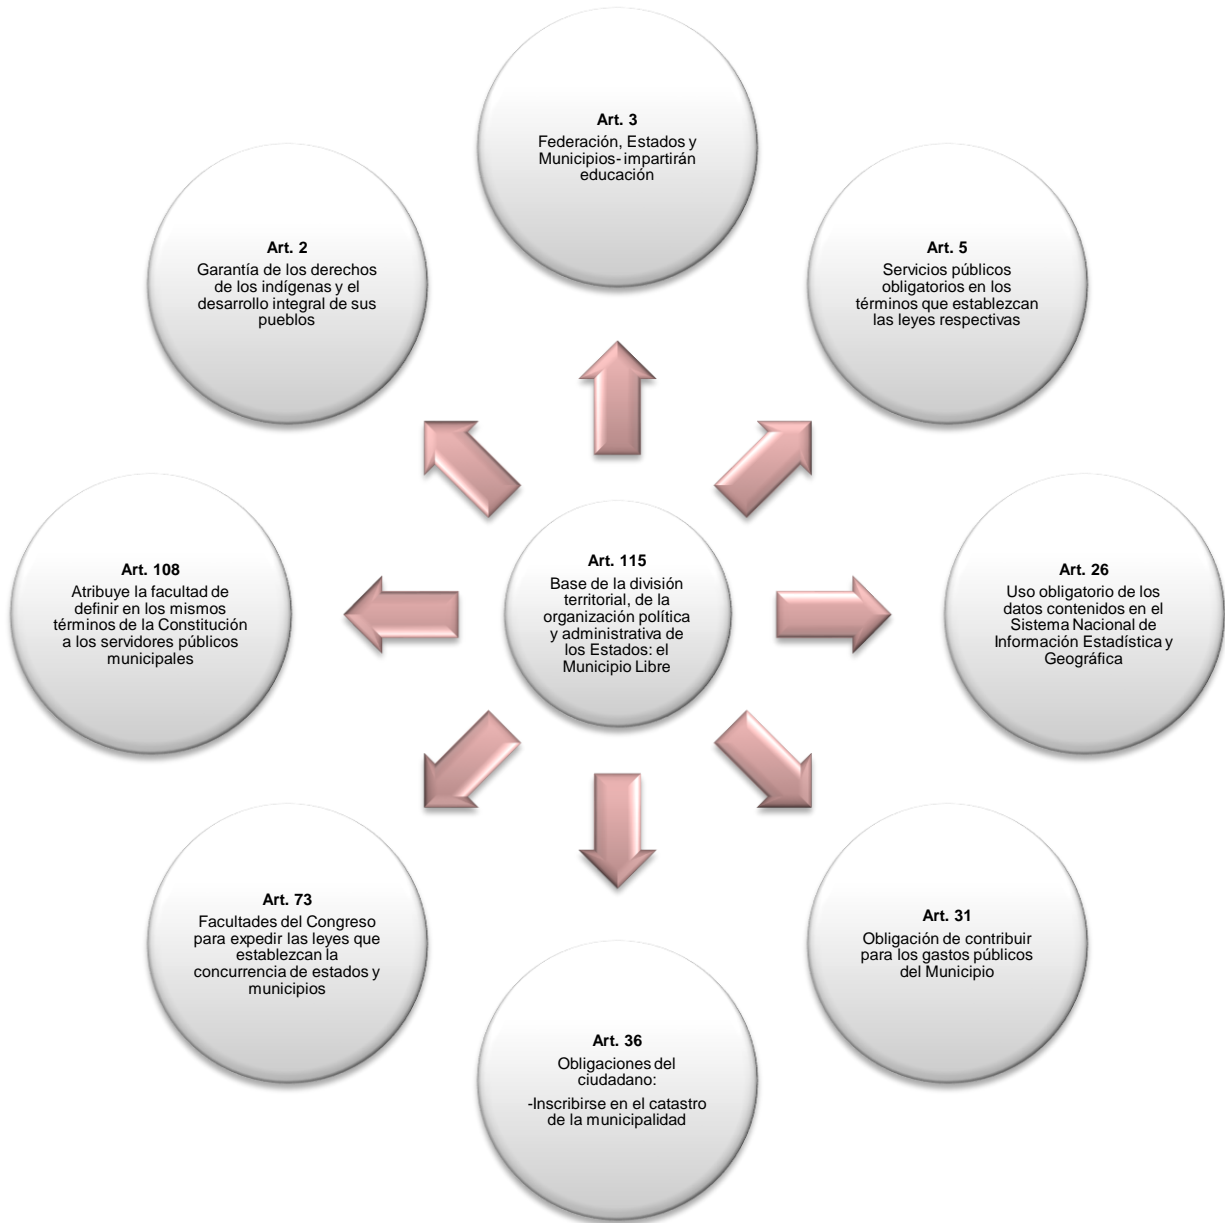 Art. 3
Federación, Estados y
Municipios- impartirán
educación
Art. 2
Garantía de los derechos
de los indígenas y el
desarrollo integral de sus
pueblos
Art. 5
Servicios públicos
obligatorios en los
términos que establezcan
las leyes respectivas
Art. 108
Atribuye la facultad de
definir en los mismos
términos de la Constitución
a los servidores públicos
municipales
Art. 115
Base de la división
territorial, de la
organización política
y administrativa de
los Estados: el
Municipio Libre
Art. 26
Uso obligatorio de los
datos contenidos en el
Sistema Nacional de
Información Estadística y
Geográfica
Art. 73
Facultades del Congreso
para expedir las leyes que
establezcan la
concurrencia de estados y
municipios
Art. 31
Obligación de contribuir
para los gastos públicos
del Municipio
Art. 36
Obligaciones del
ciudadano:
-Inscribirse en el catastro
de la municipalidad